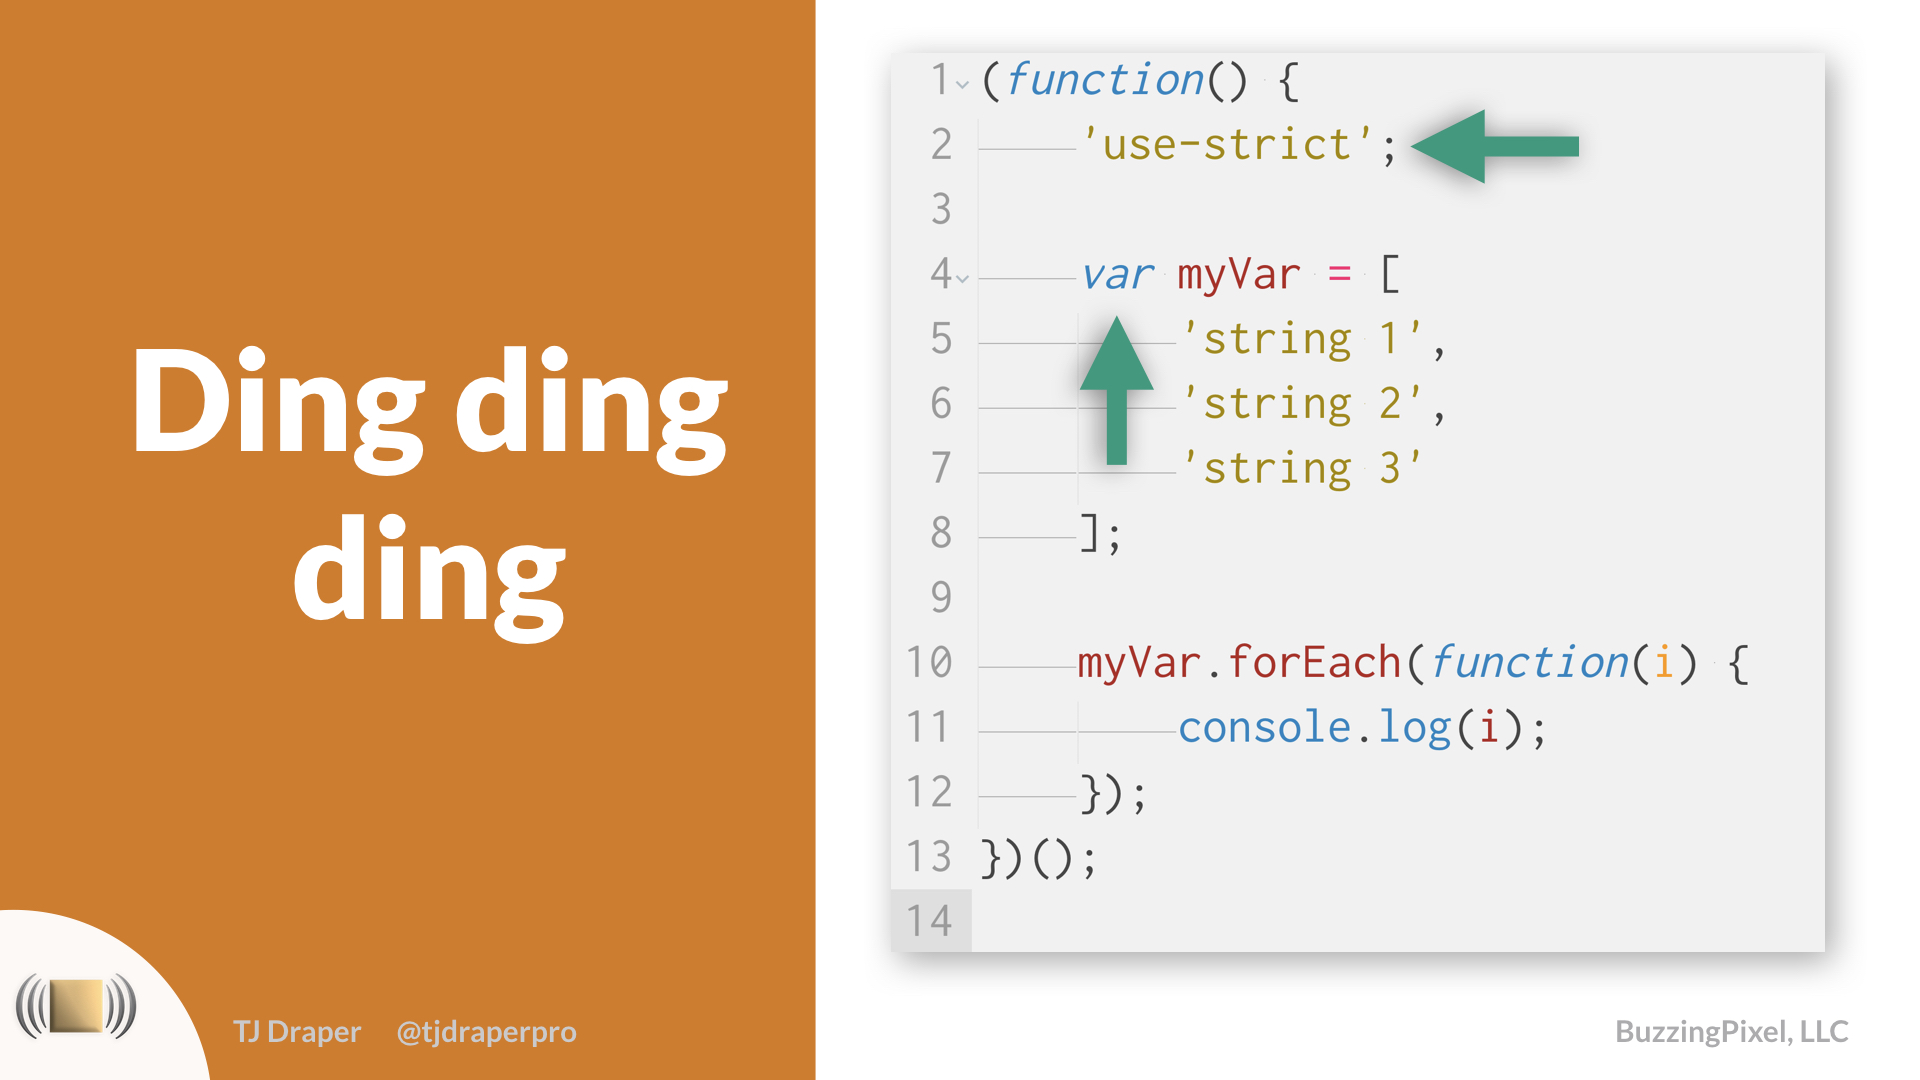 Ding ding
ding
TJ Draper @tjdraperpro
1 (function() {
2 'use-strict';
3
4 var myVar = [
5 'string 1',
6 'string 2',
7 'string 3'
8 ];
9
10 myVar.forEach(function(i) {
11 console.log(i);
12 });
13 })();
14
BuzzingPixel, LLC